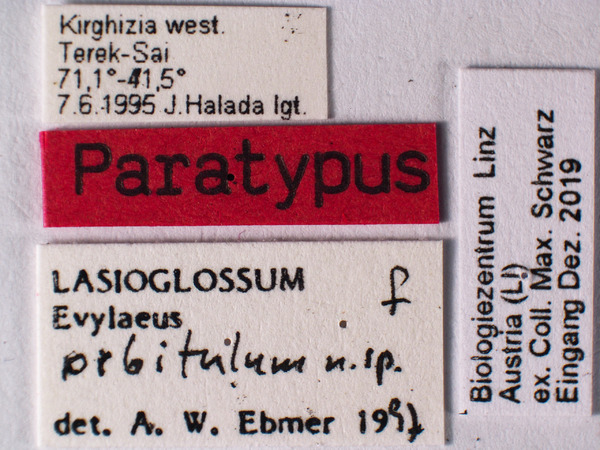 Kirghizia west.
Terek-Sai
71,1°-41,5°
7.6.1995 J.Halada lgt.
Paratypus
LASIOGLOSSUM f
Evylaeus
orbitulum n.sp.
det. A. W. Ebmer 1997
Biologiezentrum Linz
Austria (LI)
ex. Coll. Max. Schwarz
Eingang Dez. 2019